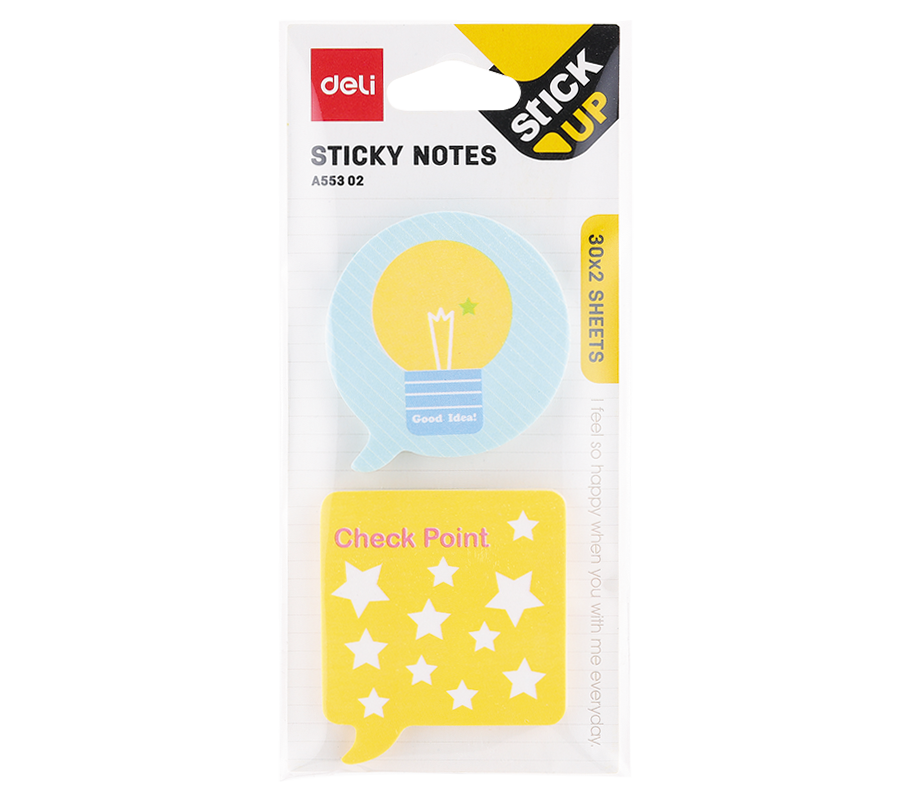 deli
STICK
UP
STICKY NOTES
A553 02
30x2 SHEETS
Good Idea!
I feel so happy when you with me everyday.
Check Point